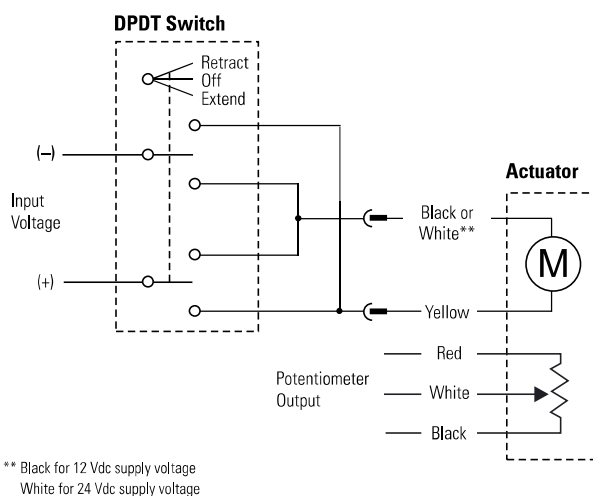 DPDT Switch
Retract
Off
Extend
(–)
Input
Voltage
(+)
Actuator
Black or
White**
M
Yellow
Red
Potentiometer
Output
White
Black
** Black for 12 Vdc supply voltage
White for 24 Vdc supply voltage